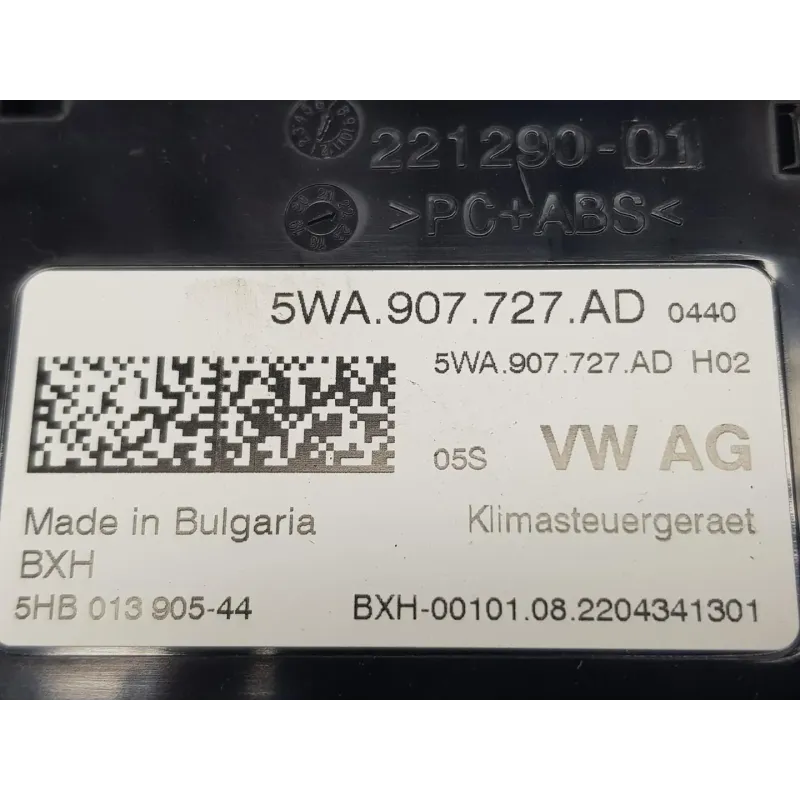 221290-01
>PC+ABS<
5WA.907.727.AD 0440
5WA.907.727.AD H02
05S VW AG
Made in Bulgaria Klimasteuergeraet
BXH
5HB 013 905-44 BXH-00101.08.2204341301